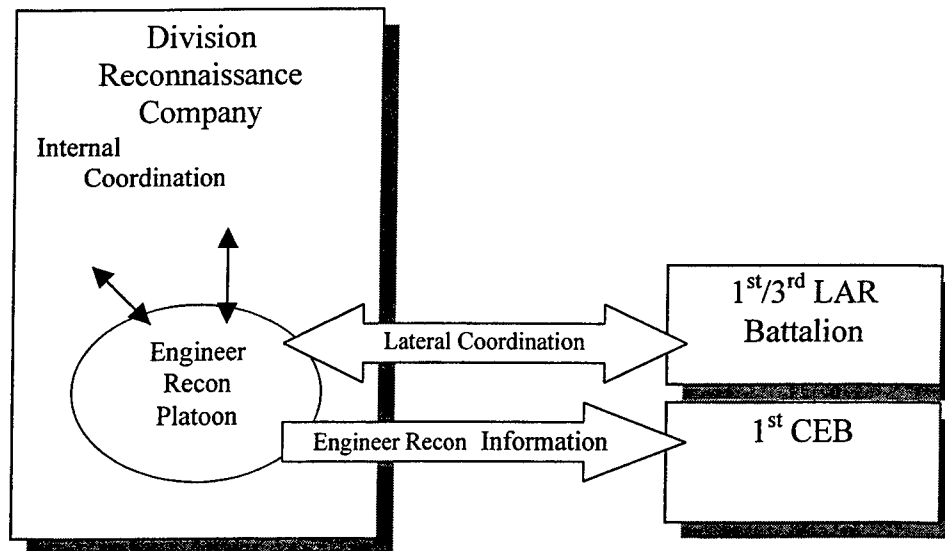 Division
Reconnaissance
Company
Internal
Coordination
Engineer
Recon
Platoon
Lateral Coordination
Engineer Recon Information
1st/3rd LAR
Battalion
1st CEB